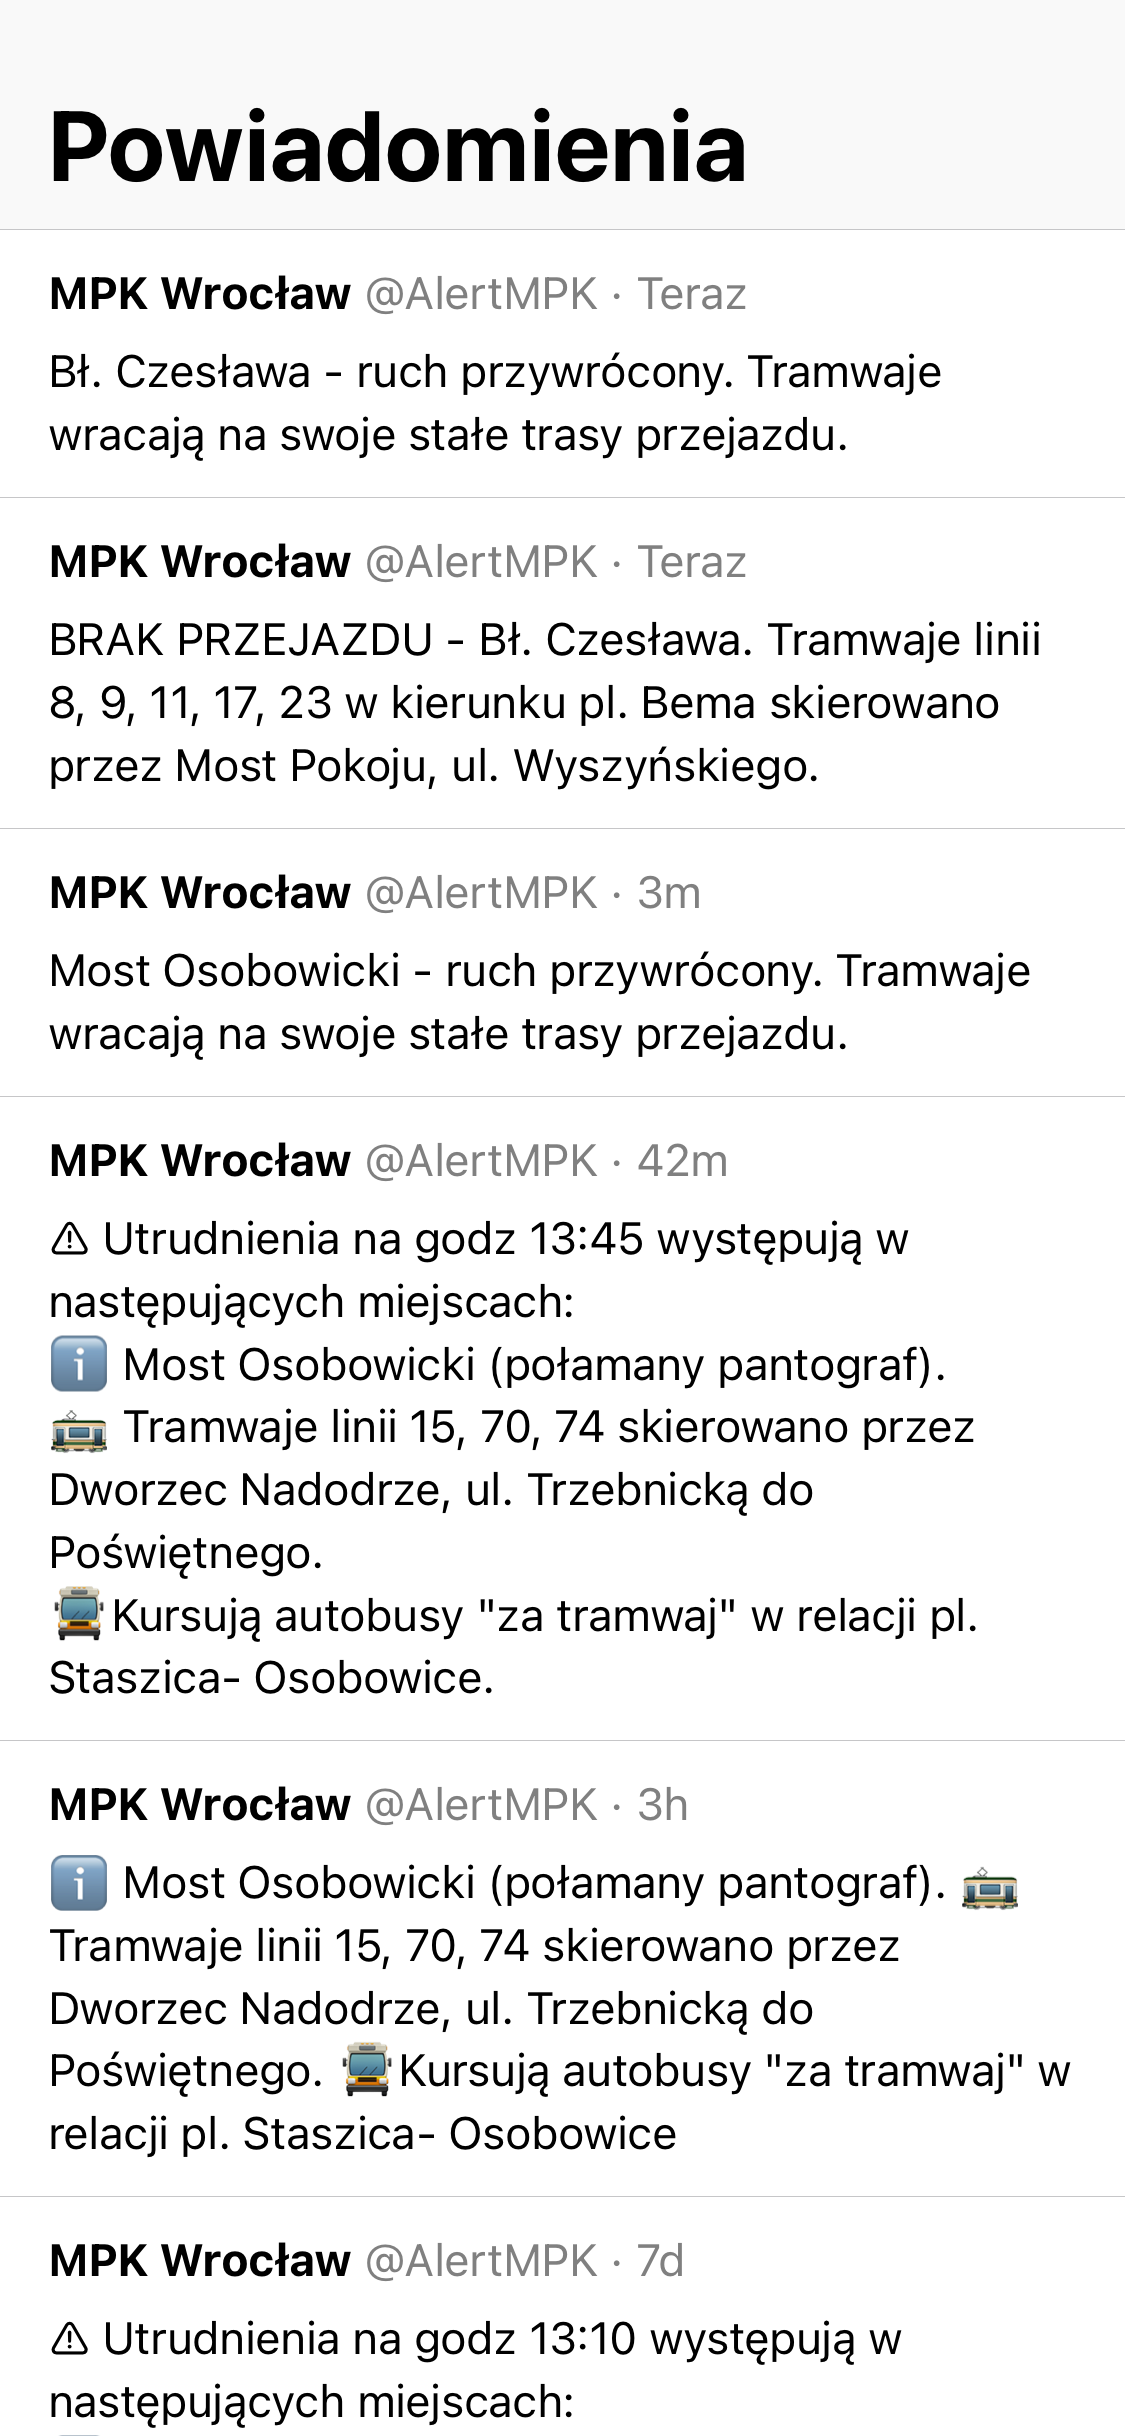 Powiadomienia
MPK Wrocław @AlertMPK · Teraz
Bł. Czesława - ruch przywrócony. Tramwaje
wracają na swoje stałe trasy przejazdu.
MPK Wrocław @AlertMPK · Teraz
BRAK PRZEJAZDU - Bł. Czesława. Tramwaje linii
8, 9, 11, 17, 23 w kierunku pl. Bema skierowano
przez Most Pokoju, ul. Wyszyńskiego.
MPK Wrocław @AlertMPK · 3m
Most Osobowicki - ruch przywrócony. Tramwaje
wracają na swoje stałe trasy przejazdu.
MPK Wrocław @AlertMPK · 42m
⚠ Utrudnienia na godz 13:45 występują w
następujących miejscach:
ℹ️ Most Osobowicki (połamany pantograf).
🚋 Tramwaje linii 15, 70, 74 skierowano przez
Dworzec Nadodrze, ul. Trzebnicką do
Poświętnego.
🚍Kursują autobusy "za tramwaj" w relacji pl.
Staszica- Osobowice.
MPK Wrocław @AlertMPK · 3h
ℹ️ Most Osobowicki (połamany pantograf). 🚋
Tramwaje linii 15, 70, 74 skierowano przez
Dworzec Nadodrze, ul. Trzebnicką do
Poświętnego. 🚍Kursują autobusy "za tramwaj" w
relacji pl. Staszica- Osobowice
MPK Wrocław @AlertMPK · 7d
⚠ Utrudnienia na godz 13:10 występują w
następujących miejscach: